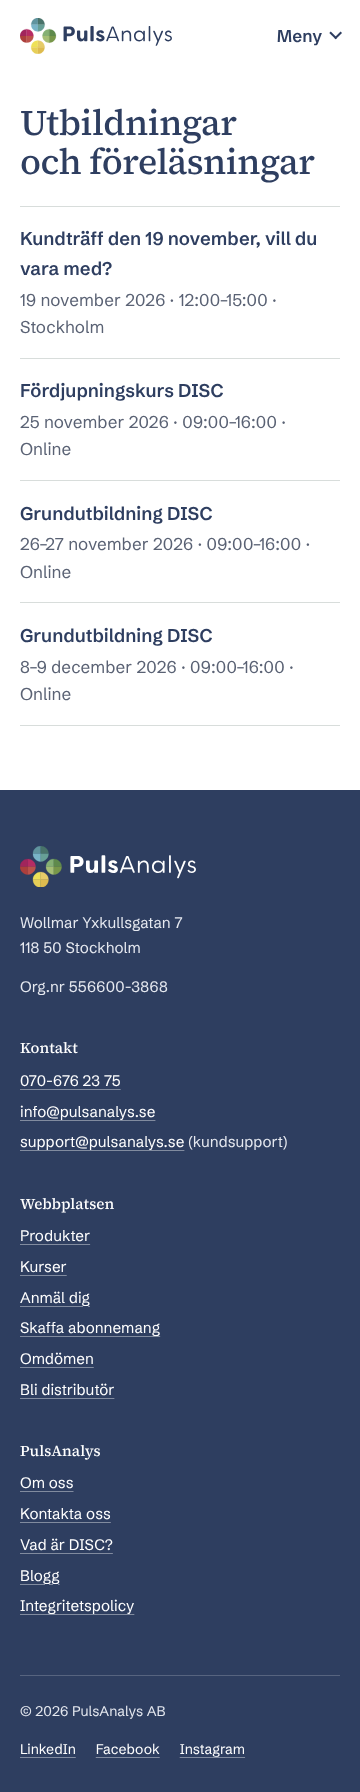 PulsAnalys
Meny
Utbildningar
och föreläsningar
Kundträff den 19 november, vill du
vara med?
19 november 2026 · 12:00–15:00 ·
Stockholm
Fördjupningskurs DISC
25 november 2026 · 09:00–16:00 ·
Online
Grundutbildning DISC
26–27 november 2026 · 09:00–16:00 ·
Online
Grundutbildning DISC
8–9 december 2026 · 09:00–16:00 ·
Online
PulsAnalys
Wollmar Yxkullsgatan 7
118 50 Stockholm
Org.nr 556600-3868
Kontakt
070-676 23 75
info@pulsanalys.se
support@pulsanalys.se (kundsupport)
Webbplatsen
Produkter
Kurser
Anmäl dig
Skaffa abonnemang
Omdömen
Bli distributör
PulsAnalys
Om oss
Kontakta oss
Vad är DISC?
Blogg
Integritetspolicy
© 2026 PulsAnalys AB
LinkedIn Facebook Instagram